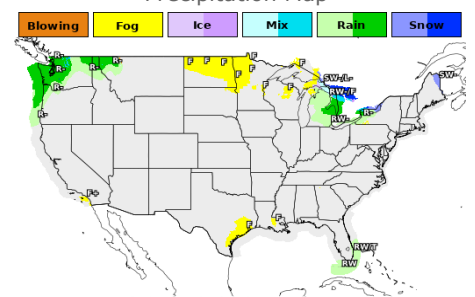 Precipitation Map
Blowing Fog Ice Mix Rain Snow
R- R- R- F F F F F F SW-
R- F SW-/L-
R- F F RW-/F
R- RW- R-
F+
F F
RW/T
RW